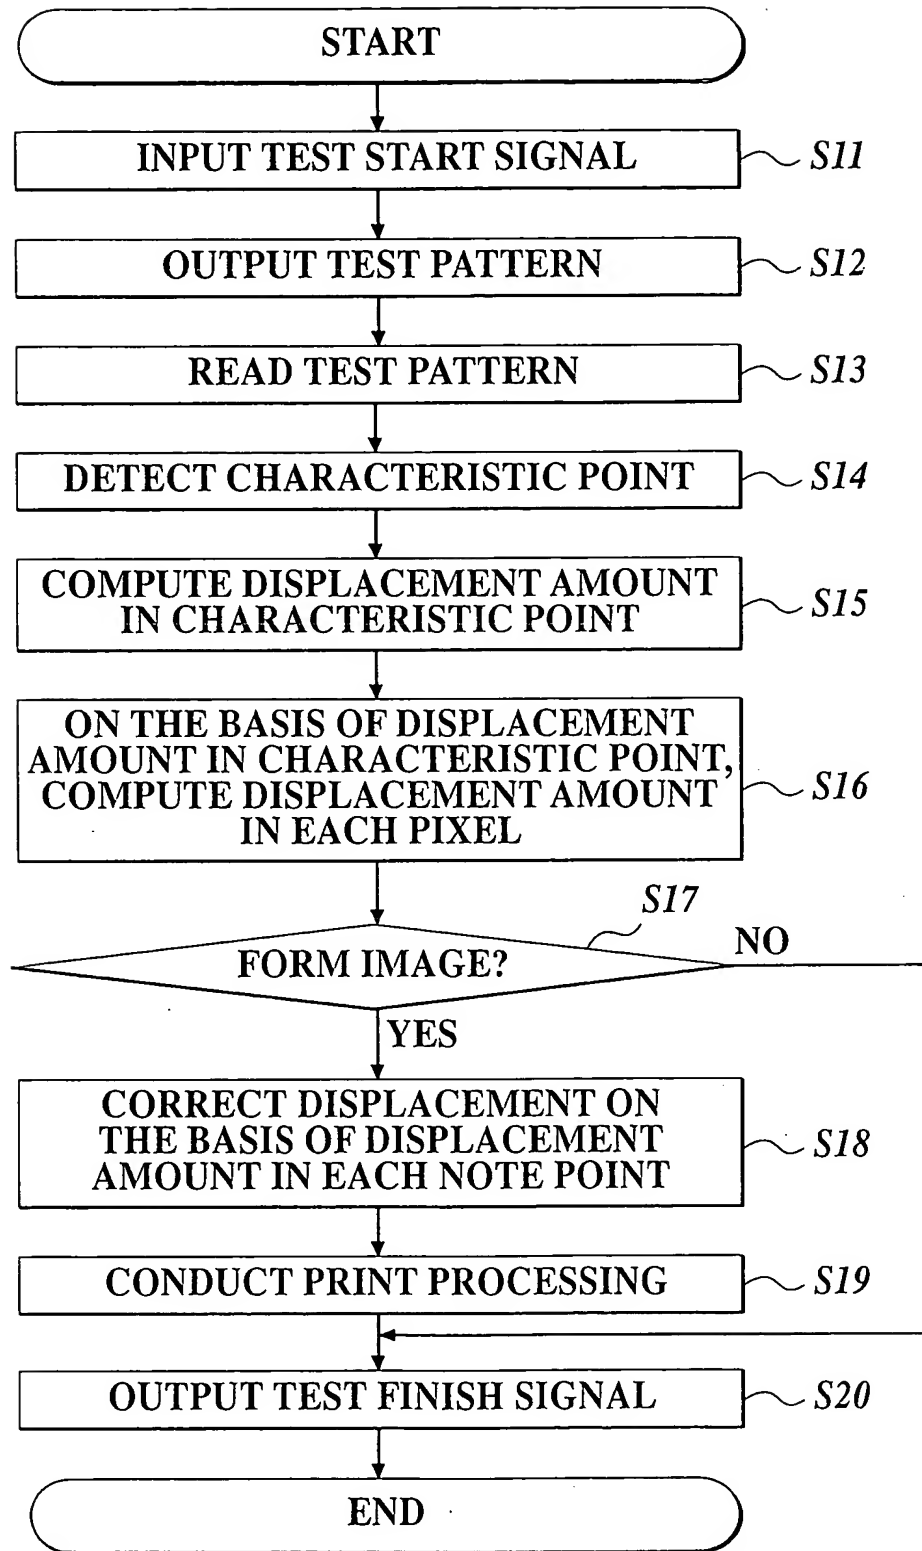 START
INPUT TEST START SIGNAL
S11
OUTPUT TEST PATTERN
S12
READ TEST PATTERN
S13
DETECT CHARACTERISTIC POINT
S14
COMPUTE DISPLACEMENT AMOUNT
IN CHARACTERISTIC POINT
S15
ON THE BASIS OF DISPLACEMENT
AMOUNT IN CHARACTERISTIC POINT,
COMPUTE DISPLACEMENT AMOUNT
IN EACH PIXEL
S16
S17
FORM IMAGE?
NO
YES
CORRECT DISPLACEMENT ON
THE BASIS OF DISPLACEMENT
AMOUNT IN EACH NOTE POINT
S18
CONDUCT PRINT PROCESSING
S19
OUTPUT TEST FINISH SIGNAL
S20
END